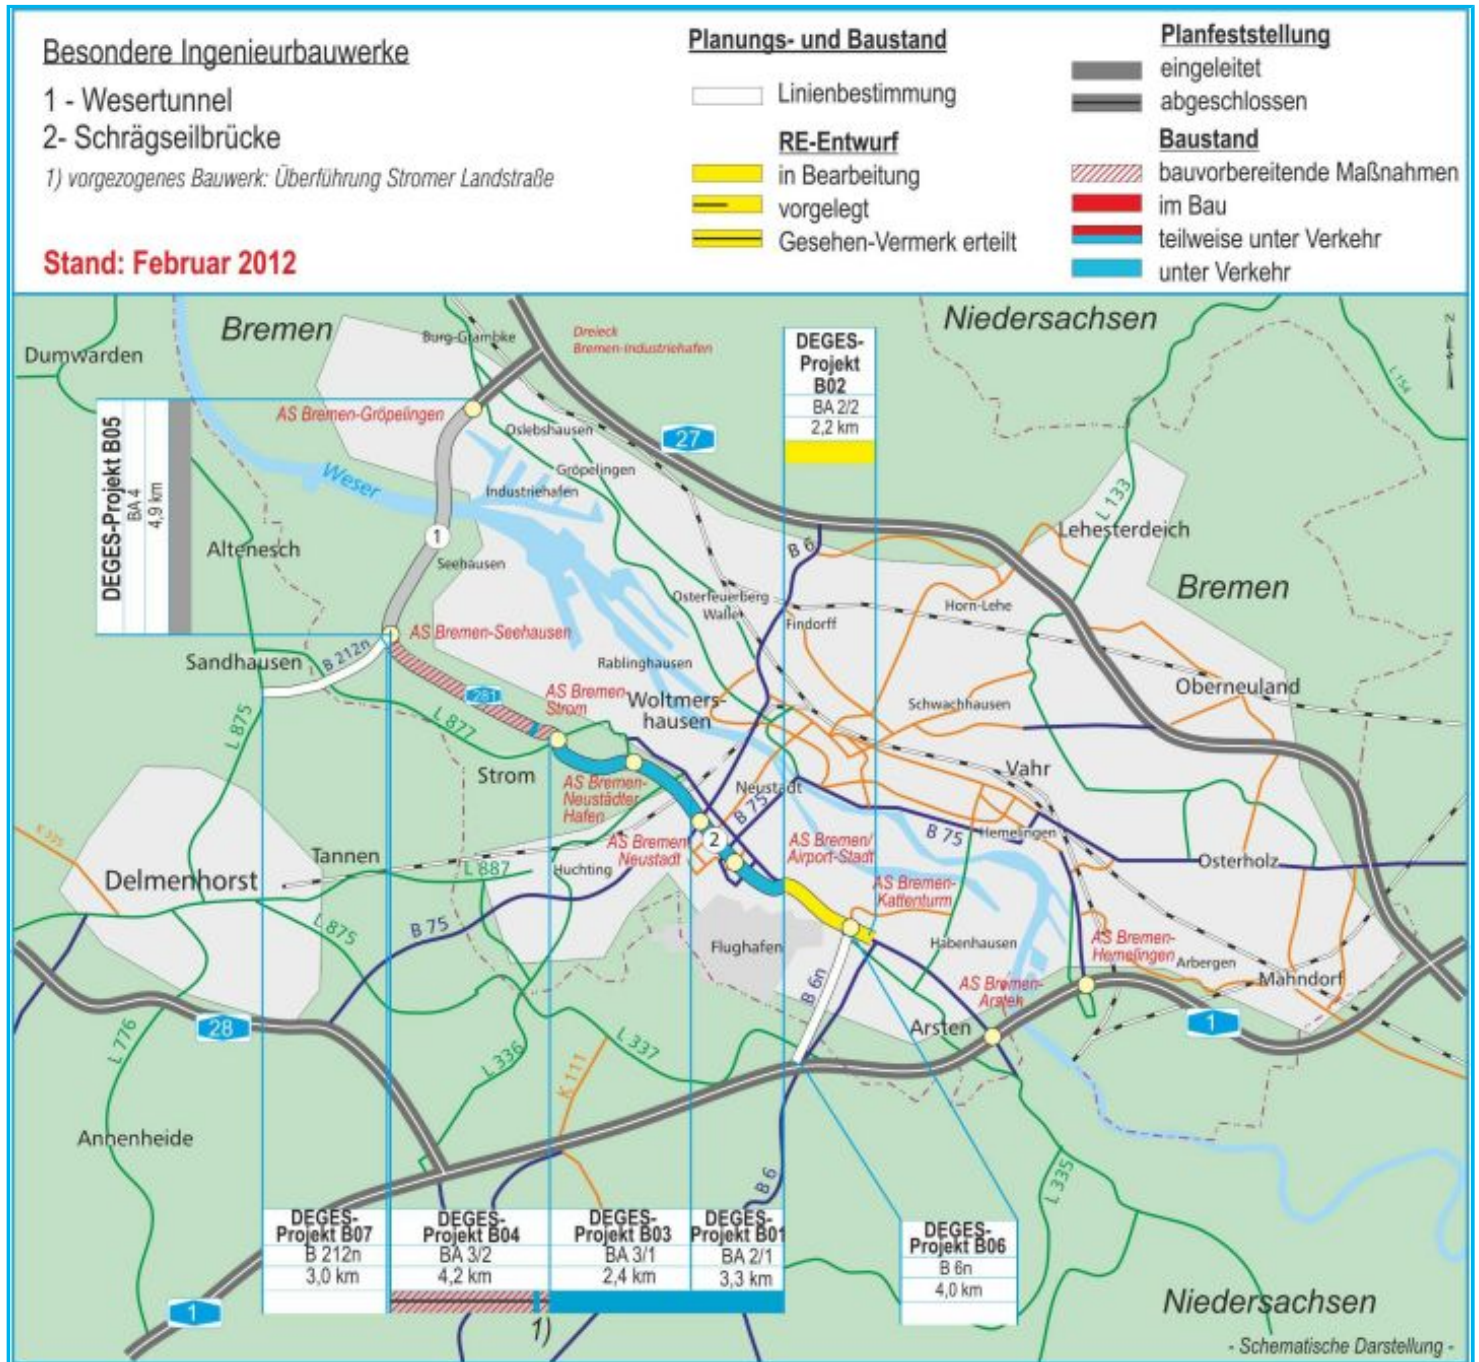 Besondere Ingenieurbauwerke
1 - Wesertunnel
2- Schrägseilbrücke
1) vorgezogenes Bauwerk: Überführung Stromer Landstraße
Stand: Februar 2012
Planungs- und Baustand
Linienbestimmung
RE-Entwurf
in Bearbeitung
vorgelegt
Gesehen-Vermerk erteilt
Planfeststellung
eingeleitet
abgeschlossen
Baustand
bauvorbereitende Maßnahmen
im Bau
teilweise unter Verkehr
unter Verkehr
Bremen
Niedersachsen
Burg-Grambke
Dreieck
Bremen-Industriehafen
Dumwarden
DEGES-
Projekt
B02
BA 2/2
2,2 km
Z
L 154
AS Bremen-Gröpelingen
Oslebshausen
27
DEGES-Projekt B05
BA 4
4,9 km
Weser
Gröpelingen
Industriehafen
L 133
Lehesterdeich
1
Altenesch
Seehausen
B 6
Bremen
Osterfeuerberg
Walle
Findorff
Horn-Lehe
AS Bremen-Seehausen
Sandhausen
B 212n
Rablinghausen
281
AS Bremen-
Strom
Woltmers-
hausen
Schwachhausen
Oberneuland
L 875
L 877
Strom
AS Bremen-
Neustädter
Hafen
Neustadt
B 75
Vahr
K 335
2
AS Bremen
Neustadt
AS Bremen/
Airport-Stadt
B 75
Hemelingen
Osterholz
Tannen
L 887
Huchting
Delmenhorst
AS Bremen-
Kattenturm
L 875
B 75
Flughafen
Habenhausen
AS Bremen-
Hemelingen
Arbergen
Mahndorf
B 6n
AS Bremen-
Arsten
Arsten
28
1
L 776
L 336
L 337
K 111
Annenheide
B 6
L 335
DEGES-
Projekt B07
B 212n
3,0 km
DEGES-
Projekt B04
BA 3/2
4,2 km
DEGES-
Projekt B03
BA 3/1
2,4 km
DEGES-
Projekt B01
BA 2/1
3,3 km
DEGES-
Projekt B06
B 6n
4,0 km
1
1)
Niedersachsen
- Schematische Darstellung -